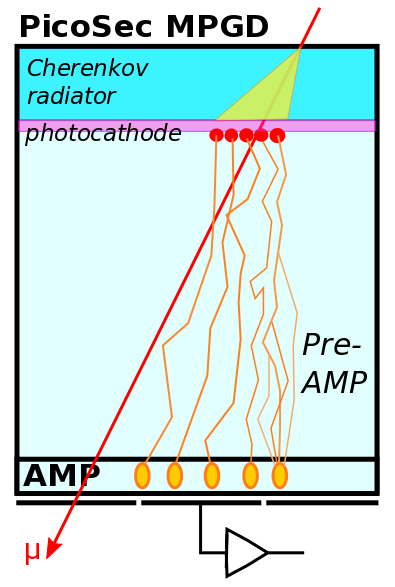 PicoSec MPGD
Cherenkov
radiator
photocathode
Pre-
AMP
AMP
μ